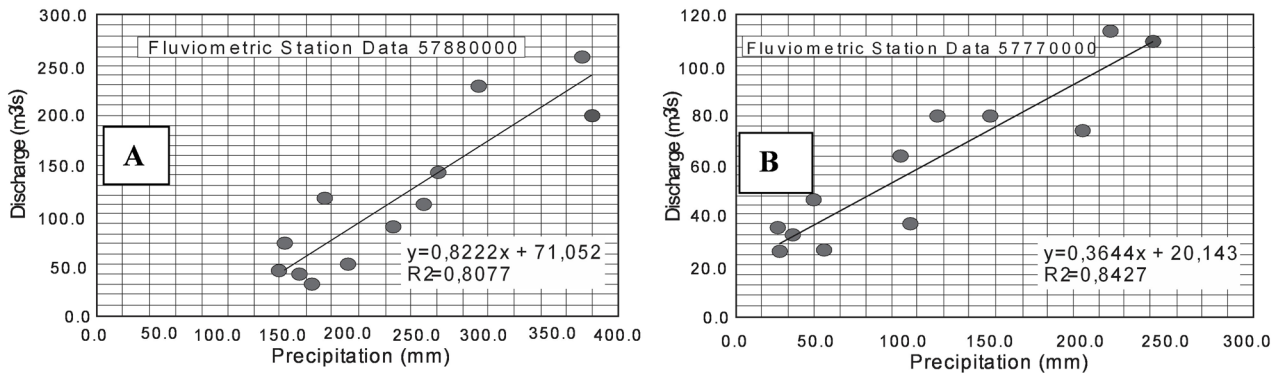 Fluviometric Station Data 57880000
300.0
250.0
200.0
150.0
100.0
50.0
0.0
Discharge (m3/s)
A
y=0,8222x + 71,052
R2=0,8077
0.0 50.0 100.0 150.0 200.0 250.0 300.0 350.0 400.0
Precipitation (mm)
Fluviometric Station Data 57770000
120.0
100.0
80.0
60.0
40.0
20.0
0.0
Discharge (m3/s)
B
y=0,3644x + 20,143
R2=0,8427
0.0 50.0 100.0 150.0 200.0 250.0 300.0
Precipitation (mm)